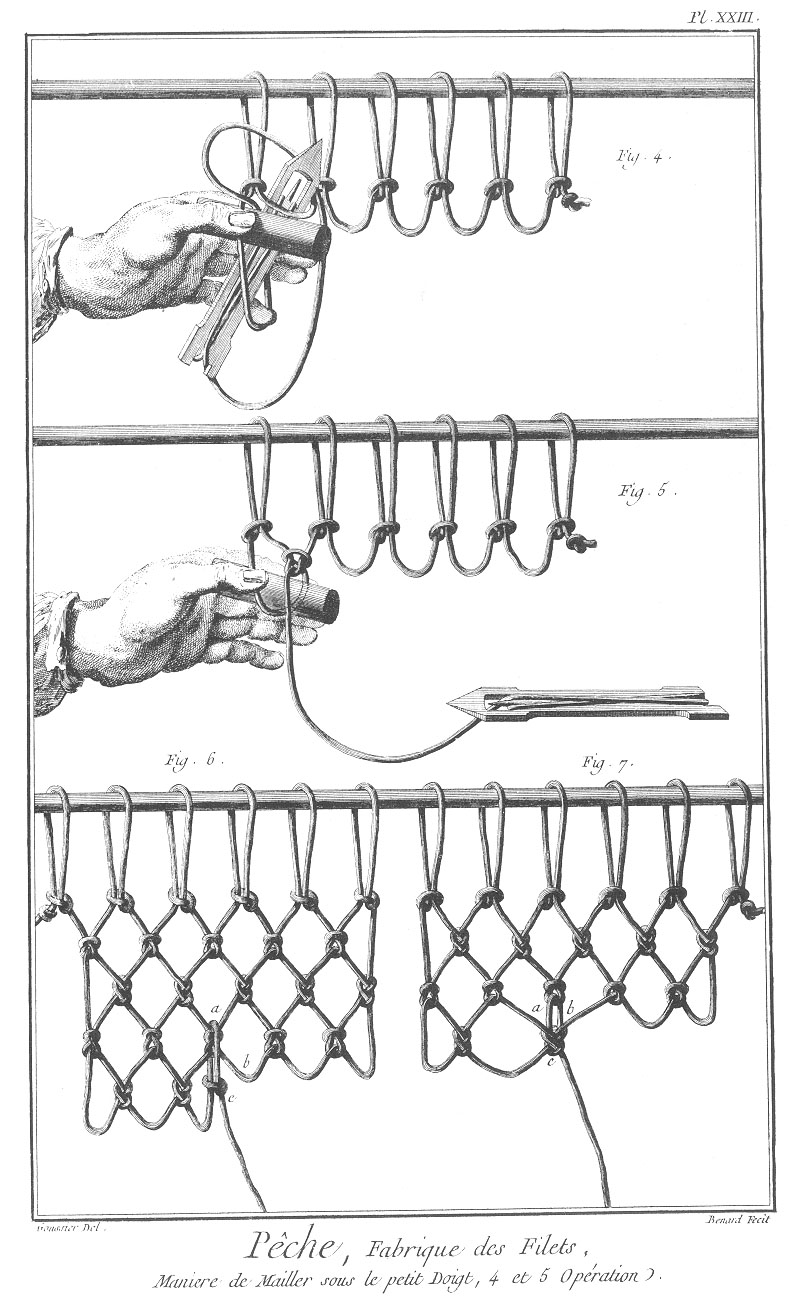 Pl. XXIII.
Fig. 4.
Fig. 5.
Fig. 6.
Fig. 7.
a
b
c
a b
c
Goussier Del.
Benard Fecit
Pêche, Fabrique des Filets,
Maniere de Mailler sous le petit Doigt, 4 et 5 Opération).